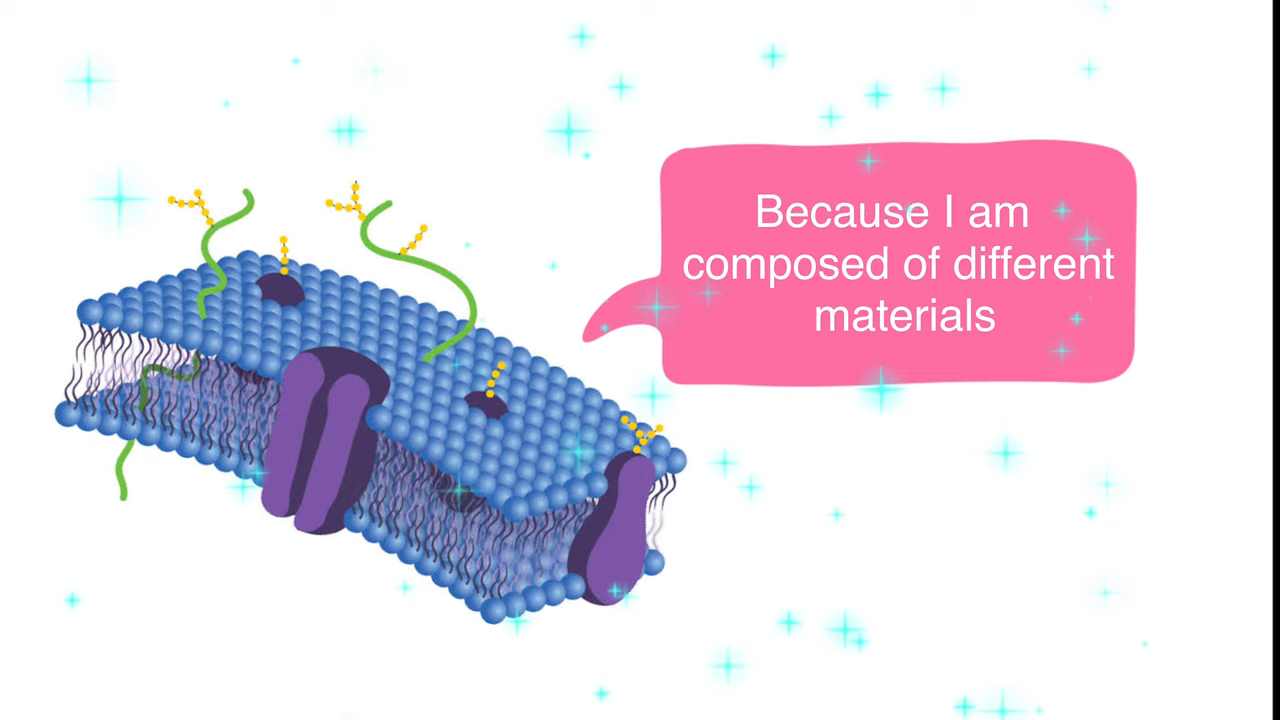 Because I am
composed of different
materials